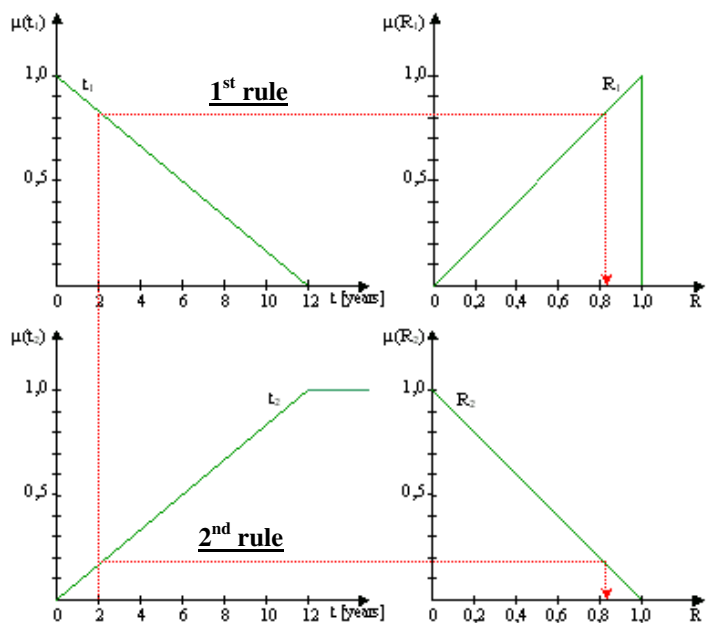 μ(t₁) μ(R₁)
1,0 t₁ 1st rule 1,0 R₁
0,5 0,5
0 2 4 6 8 10 12 t [years] 0 0,2 0,4 0,6 0,8 1,0 R
μ(t₂) μ(R₂)
1,0 t₂ 1,0 R₂
0,5 0,5
2nd rule
0 2 4 6 8 10 12 t [years] 0 0,2 0,4 0,6 0,8 1,0 R